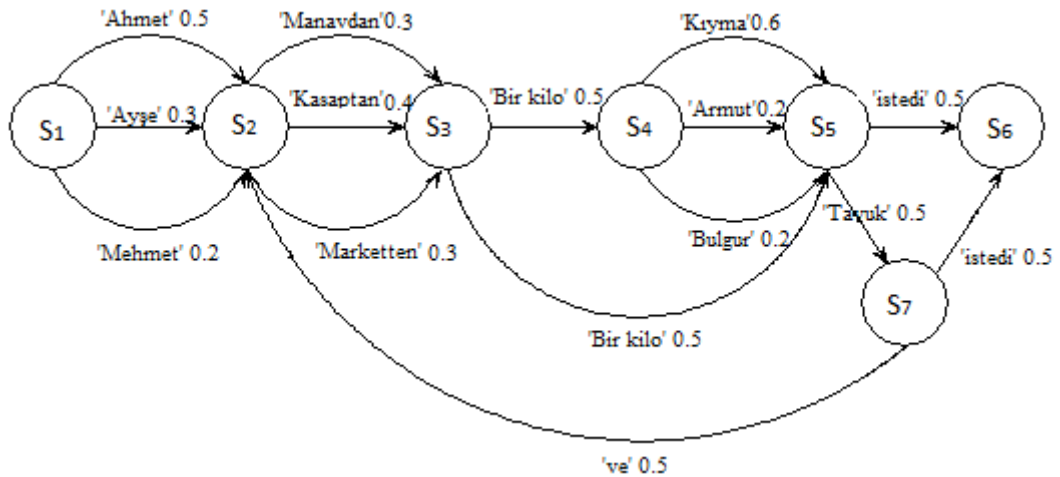 'Ahmet' 0.5
'Manavdan'0.3
'Kıyma'0.6
'Ayşe' 0.3
'Kasaptan'0.4
'Bir kilo' 0.5
'Armut'0.2
'istedi' 0.5
S1
S2
S3
S4
S5
S6
'Mehmet' 0.2
'Marketten' 0.3
'Bulgur' 0.2
'Tavuk' 0.5
'istedi' 0.5
S7
'Bir kilo' 0.5
've' 0.5